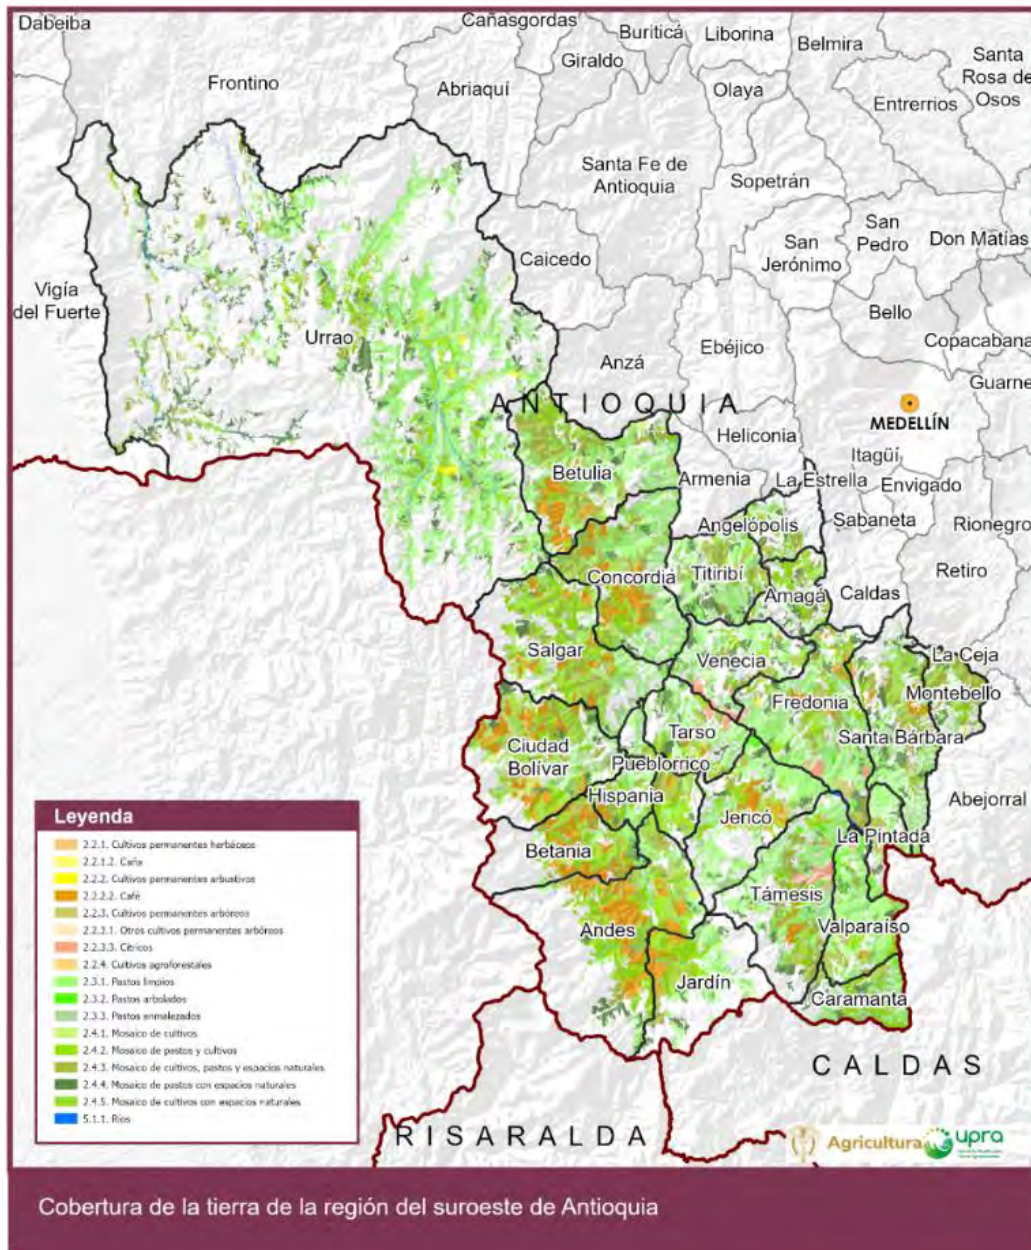 Dabeiba
Cañasgordas
Buriticá
Liborina
Belmira
Santa
Rosa de
Osos
Frontino
Abriaquí
Giraldo
Olaya
Entrerrios
Santa Fe de
Antioquia
Sopetrán
San
Pedro
Don Matías
San
Jerónimo
Caicedo
Vigía
del Fuerte
Urrao
Bello
Copacabana
Anzá
Ebéjico
Guarne
ANTIOQUIA
MEDELLÍN
Heliconia
Itagüí
Betulia
Armenia
La Estrella
Envigado
Angelópolis
Sabaneta
Rionegro
Concordia
Titiribí
Amagá
Caldas
Retiro
Salgar
Venecia
La Ceja
Fredonia
Montebello
Ciudad
Bolívar
Tarso
Santa Bárbara
Pueblorrico
Hispania
Jericó
Abejorral
Betania
La Pintada
Támesis
Andes
Valparaíso
Jardín
Caramanta
CALDAS
RISARALDA
Leyenda
2.2.1. Cultivos permanentes herbáceos
2.2.1.2. Caña
2.2.2. Cultivos permanentes arbustivos
2.2.2.2. Café
2.2.3. Cultivos permanentes arbóreos
2.2.3.1. Otros cultivos permanentes arbóreos
2.2.3.3. Cítricos
2.2.4. Cultivos agroforestales
2.3.1. Pastos limpios
2.3.2. Pastos arbolados
2.3.3. Pastos enmalezados
2.4.1. Mosaico de cultivos
2.4.2. Mosaico de pastos y cultivos
2.4.3. Mosaico de cultivos, pastos y espacios naturales
2.4.4. Mosaico de pastos con espacios naturales
2.4.5. Mosaico de cultivos con espacios naturales
5.1.1. Ríos
Agricultura
upra
Cobertura de la tierra de la región del suroeste de Antioquia